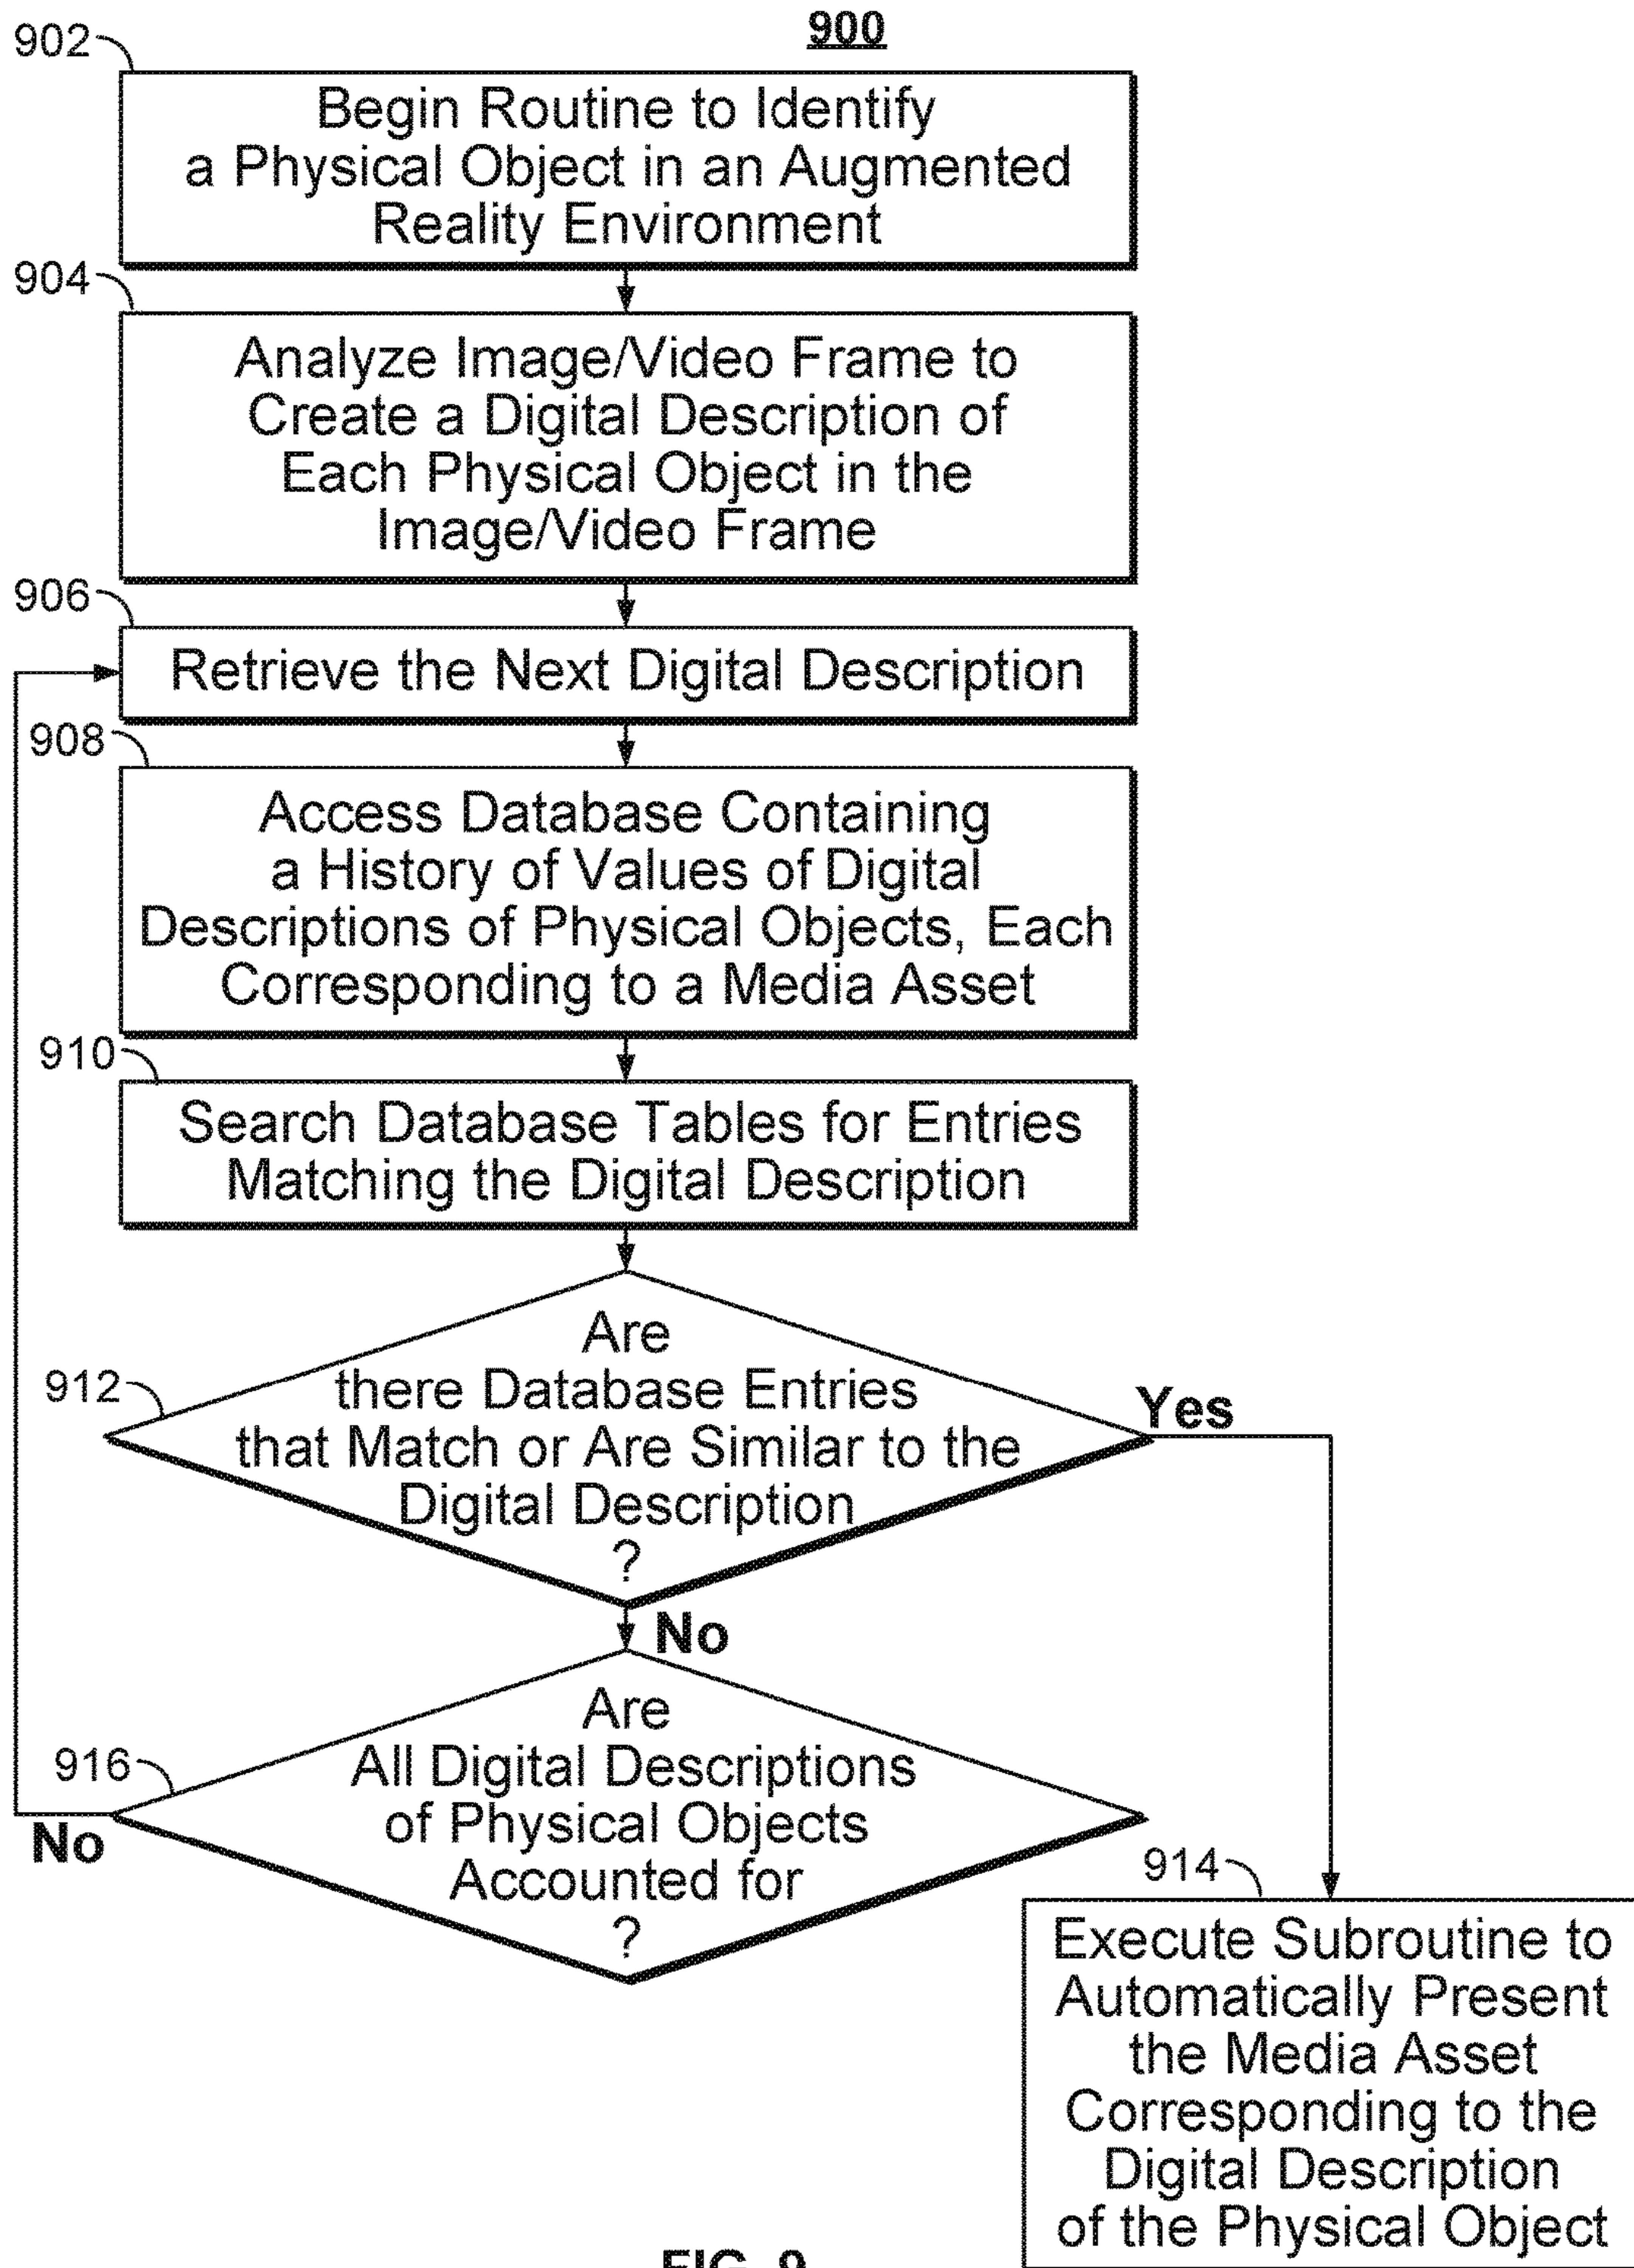 900
902
Begin Routine to Identify
a Physical Object in an Augmented
Reality Environment
904
Analyze Image/Video Frame to
Create a Digital Description of
Each Physical Object in the
Image/Video Frame
906
Retrieve the Next Digital Description
908
Access Database Containing
a History of Values of Digital
Descriptions of Physical Objects, Each
Corresponding to a Media Asset
910
Search Database Tables for Entries
Matching the Digital Description
912
Are
there Database Entries
that Match or Are Similar to the
Digital Description
?
Yes
No
916
Are
All Digital Descriptions
of Physical Objects
Accounted for
?
No
914
Execute Subroutine to
Automatically Present
the Media Asset
Corresponding to the
Digital Description
of the Physical Object
FIG. 9